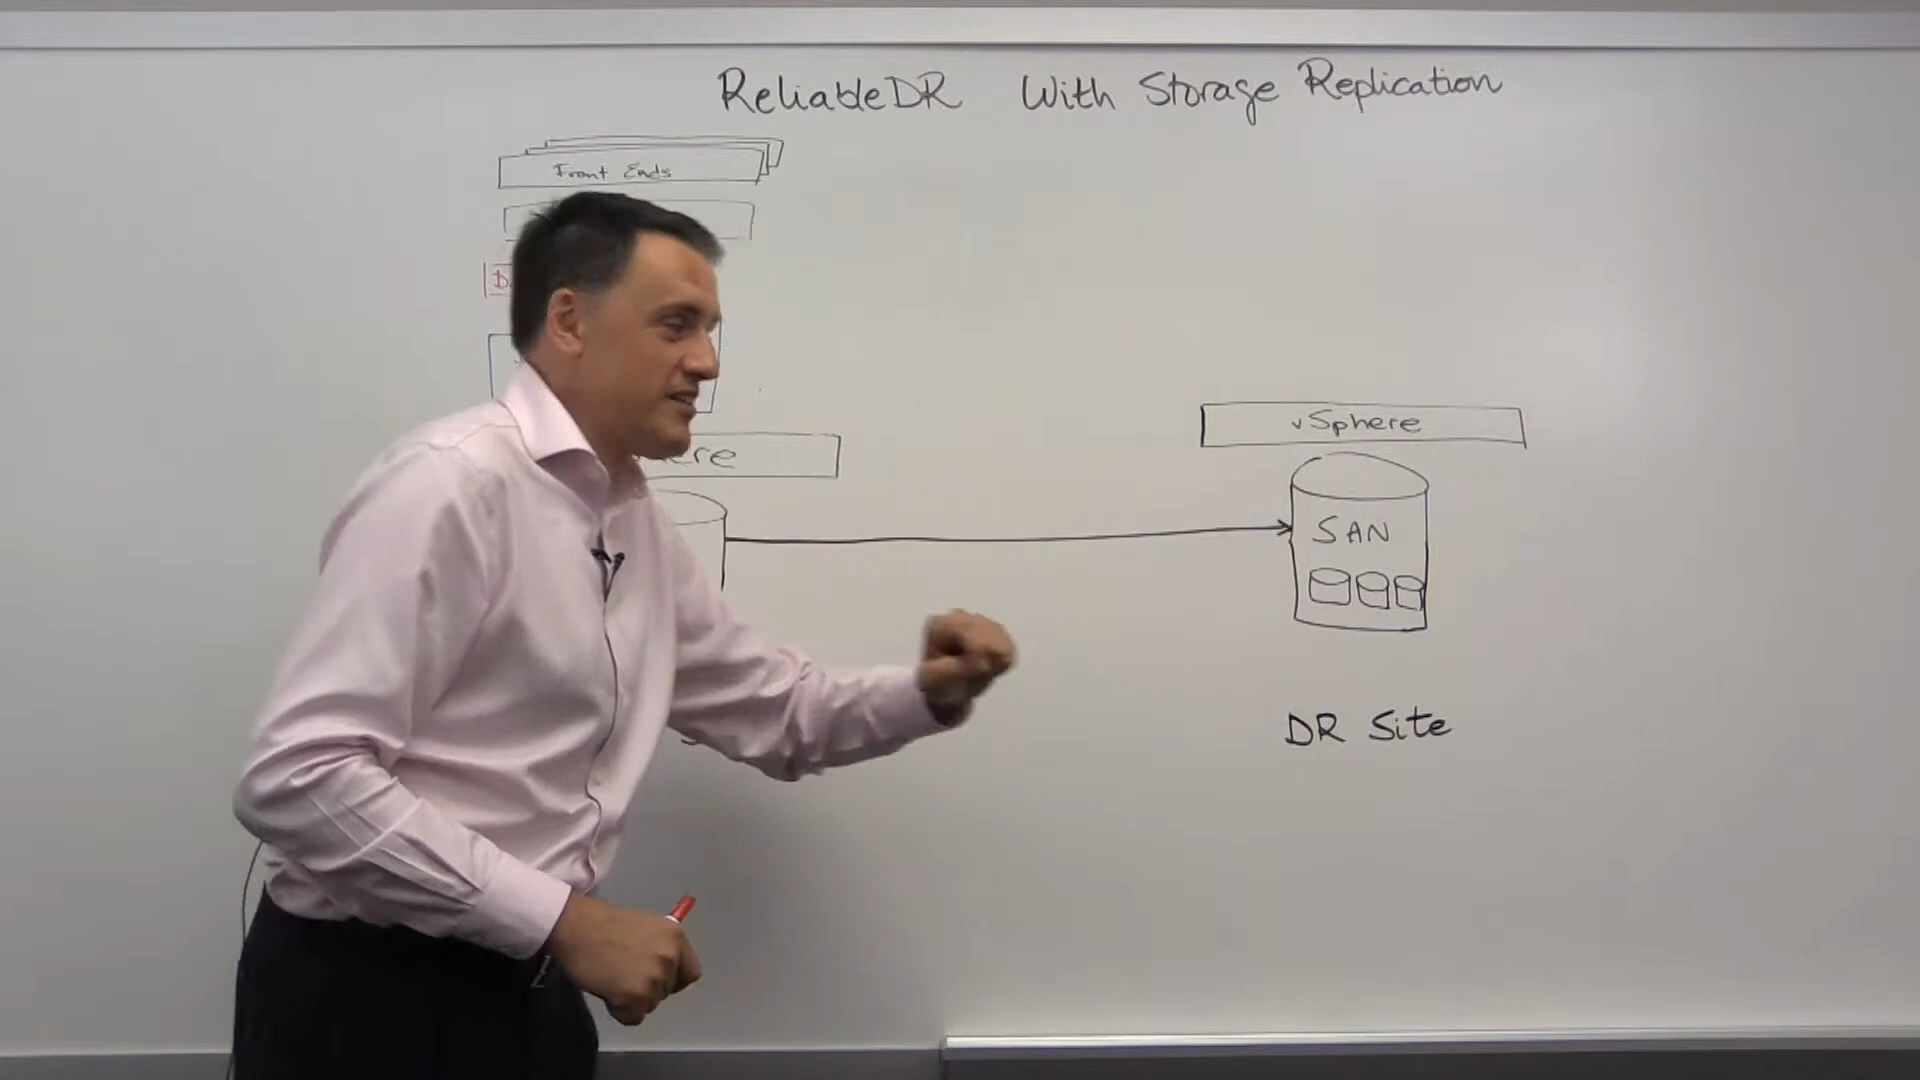 ReliableDR With Storage Replication
Front Ends
vSphere
SAN
DR Site